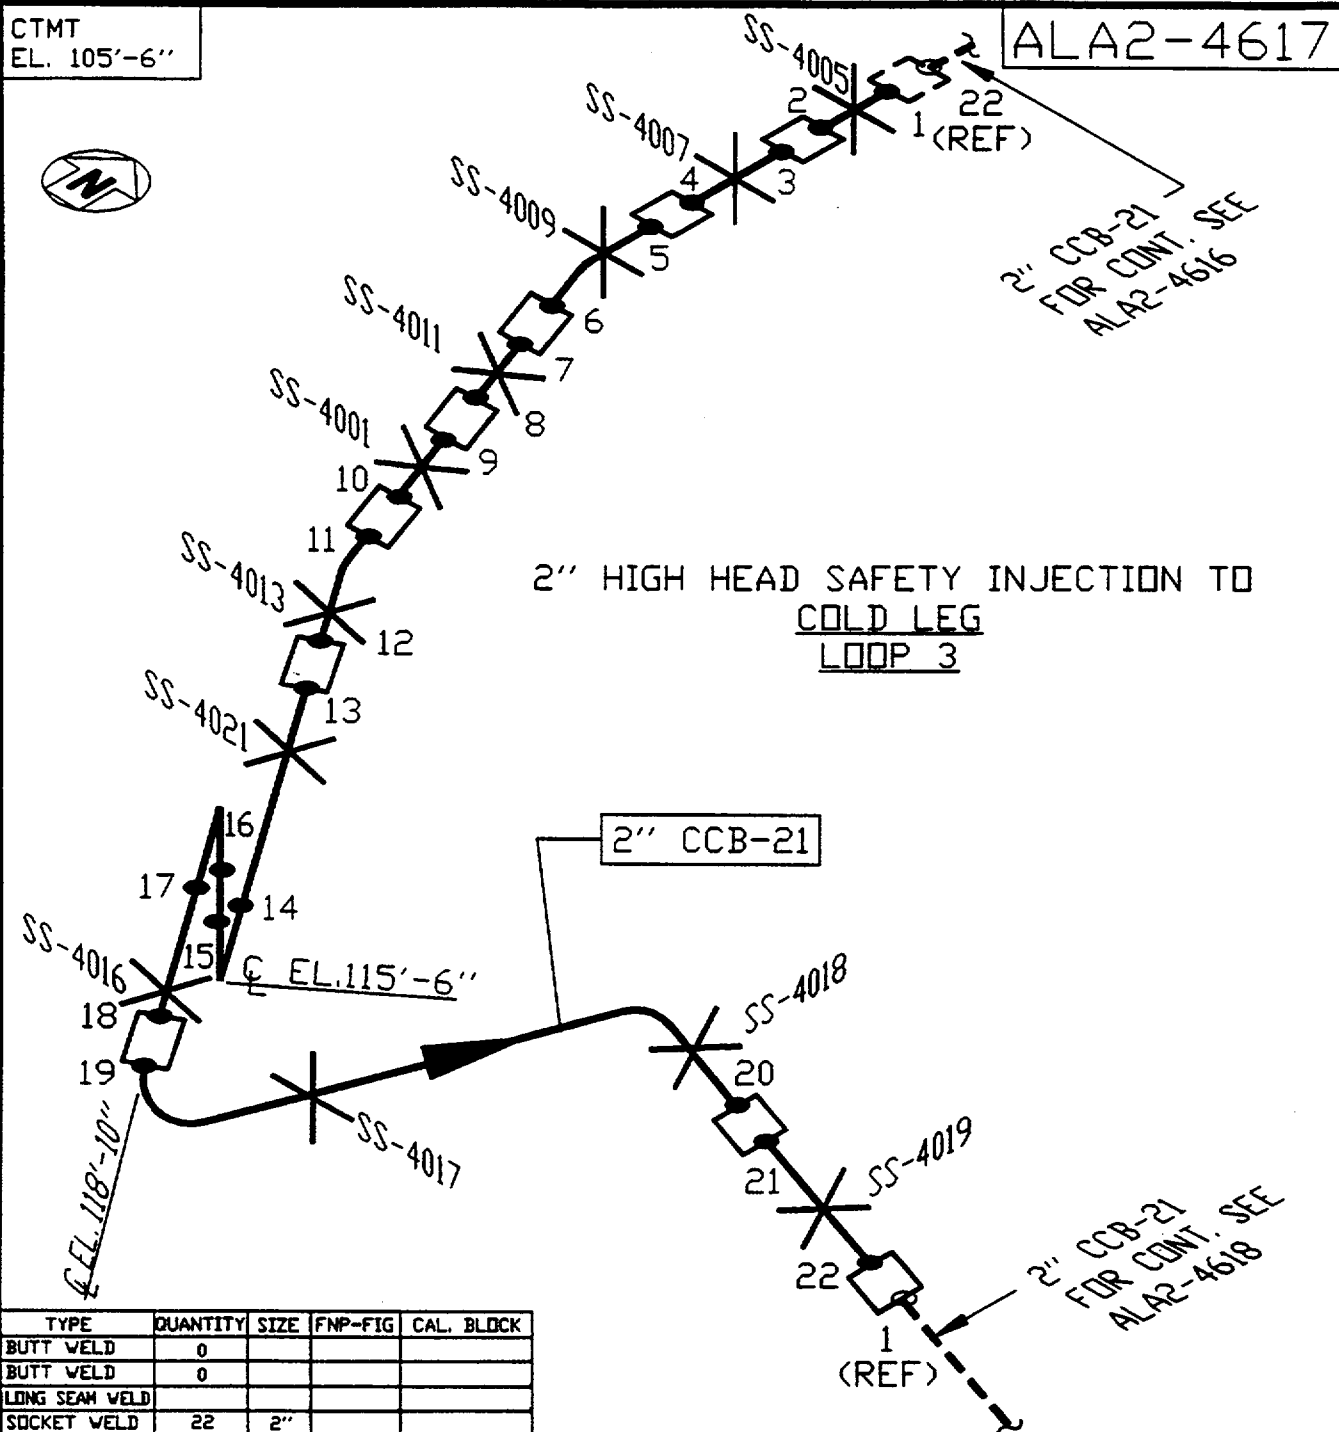 CTMT
EL. 105'-6"
ALA2-4617
N
SS-4005
SS-4007
SS-4009
SS-4011
SS-4001
SS-4013
SS-4021
SS-4016
1
22
(REF)
2
3
4
5
6
7
8
9
10
11
12
13
14
15
16
17
18
19
2" CCB-21
FOR CONT. SEE
ALA2-4616
2" HIGH HEAD SAFETY INJECTION TO
COLD LEG
LOOP 3
2" CCB-21
℄ EL.115'-6"
℄ EL.118'-10"
SS-4017
SS-4018
20
21
SS-4019
22
1
(REF)
2" CCB-21
FOR CONT. SEE
ALA2-4618
TYPE QUANTITY SIZE FNP-FIG CAL. BLOCK
BUTT WELD 0
BUTT WELD 0
LONG SEAM WELD
SOCKET WELD 22 2"